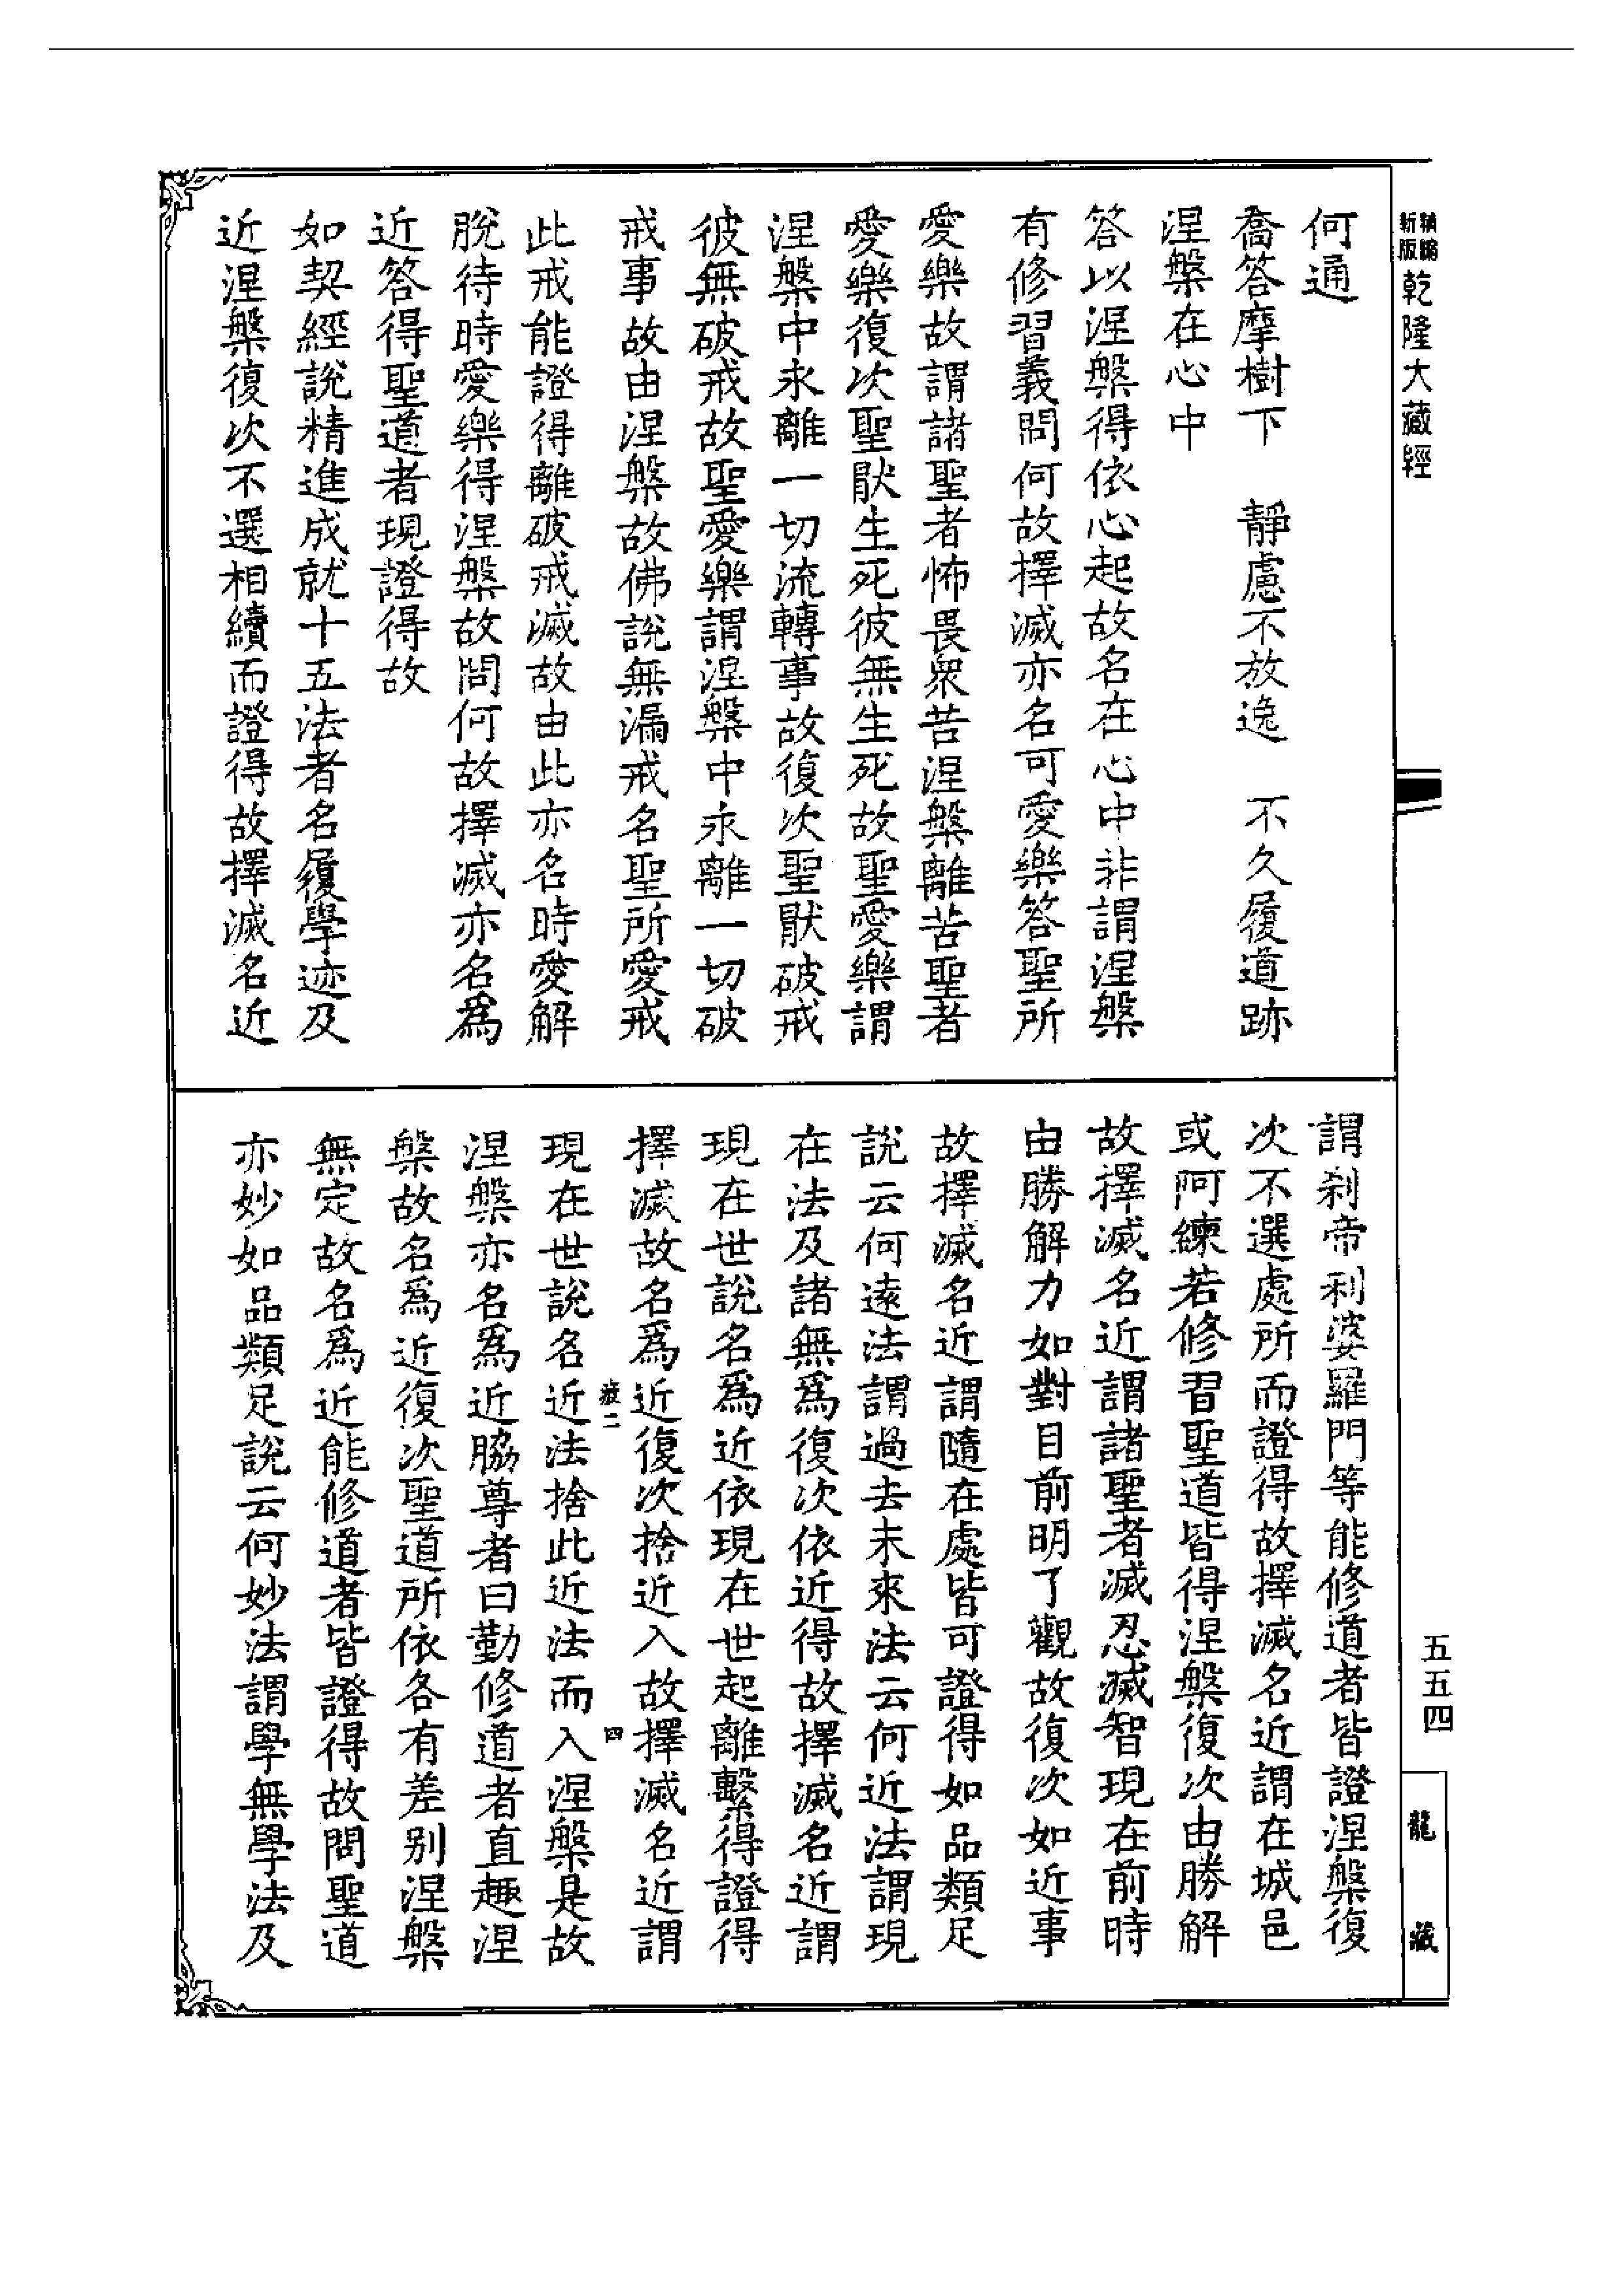 新版精縮
乾隆大藏經
何通
喬答摩樹下　靜慮不放逸　不久履道跡
涅槃在心中
答以涅槃得依心起故名在心中非謂涅槃
有修習義問何故擇滅亦名可愛樂答聖所
愛樂故謂諸聖者怖畏衆苦涅槃離苦聖者
愛樂復次聖猒生死彼無生死故聖愛樂謂
涅槃中永離一切流轉事故復次聖猒破戒
彼無破戒故聖愛樂謂涅槃中永離一切破
戒事故由涅槃故佛說無漏戒名聖所愛戒
此戒能證得離破戒滅故由此亦名時愛解
脫待時愛樂得涅槃故問何故擇滅亦名爲
近答得聖道者現證得故
如契經說精進成就十五法者名履學迹及
近涅槃復次不選相續而證得故擇滅名近
謂剎帝利婆羅門等能修道者皆證涅槃復
次不選處所而證得故擇滅名近謂在城邑
或阿練若修習聖道皆得涅槃復次由勝解
故擇滅名近謂諸聖者滅忍滅智現在前時
由勝解力如對目前明了觀故復次如近事
故擇滅名近謂隨在處皆可證得如品類足
說云何遠法謂過去未來法云何近法謂現
在法及諸無爲復次依近得故擇滅名近謂
現在世說名爲近依現在世起離繫得證得
擇滅故名爲近復次捨近入故擇滅名近謂
四
現在世說名近法捨此近法而入涅槃是故
涅槃亦名爲近脇尊者曰勤修道者直趣涅
槃故名爲近復次聖道所依各有差别涅槃
無定故名爲近能修道者皆證得故問聖道
亦妙如品類足說云何妙法謂學無學法及
五五四
龍藏